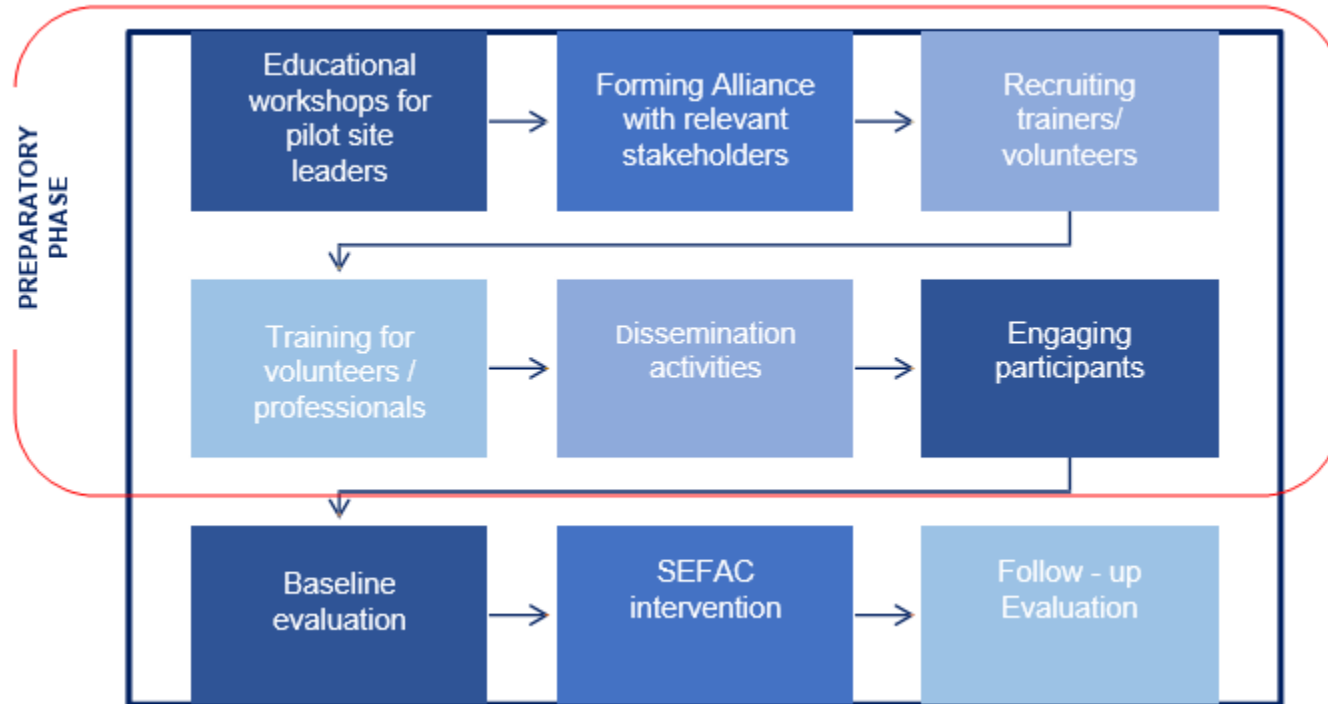 PREPARATORY
PHASE
Educational
workshops for
pilot site
leaders
Forming Alliance
with relevant
stakeholders
Recruiting
trainers/
volunteers
Training for
volunteers /
professionals
Dissemination
activities
Engaging
participants
Baseline
evaluation
SEFAC
intervention
Follow - up
Evaluation